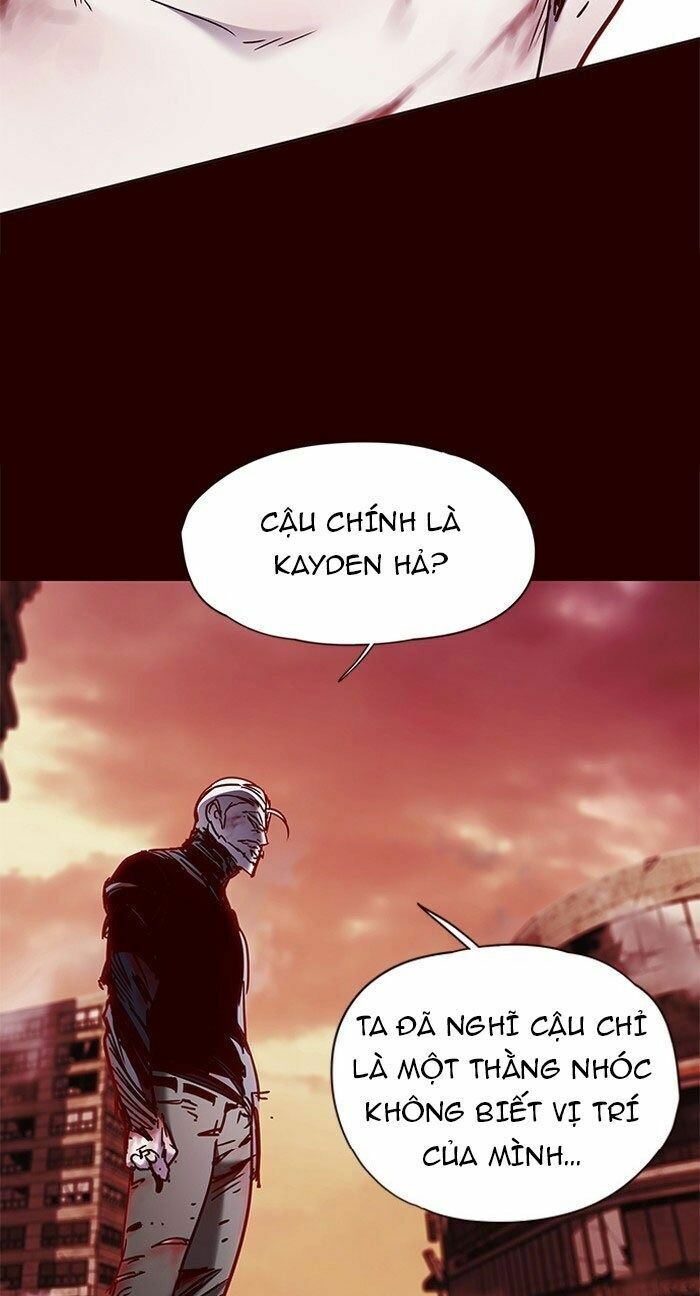 CẬU CHÍNH LÀ
KAYDEN HẢ?
TA ĐÃ NGHĨ CẬU CHỈ
LÀ MỘT THẰNG NHÓC
KHÔNG BIẾT VỊ TRÍ
CỦA MÌNH...